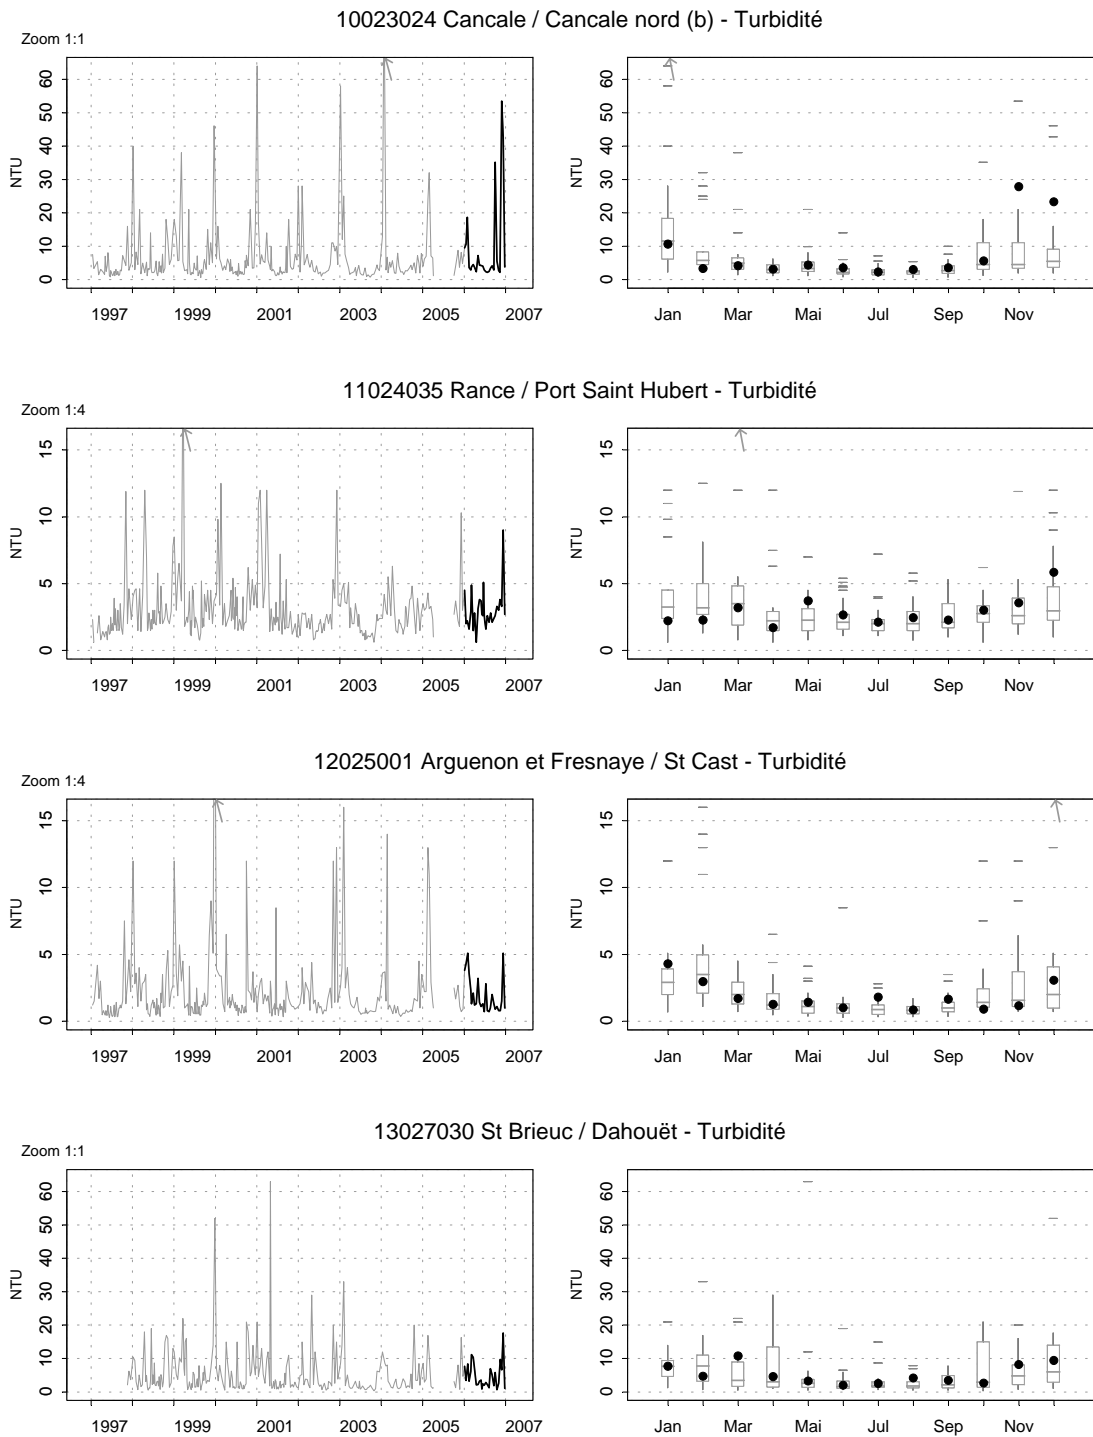 10023024 Cancale / Cancale nord (b) - Turbidité
Zoom 1:1
NTU
0 10 20 30 40 50 60
1997 1999 2001 2003 2005 2007
NTU
0 10 20 30 40 50 60
Jan Mar Mai Jul Sep Nov
11024035 Rance / Port Saint Hubert - Turbidité
Zoom 1:4
NTU
0 5 10 15
1997 1999 2001 2003 2005 2007
NTU
0 5 10 15
Jan Mar Mai Jul Sep Nov
12025001 Arguenon et Fresnaye / St Cast - Turbidité
Zoom 1:4
NTU
0 5 10 15
1997 1999 2001 2003 2005 2007
NTU
0 5 10 15
Jan Mar Mai Jul Sep Nov
13027030 St Brieuc / Dahouët - Turbidité
Zoom 1:1
NTU
0 10 20 30 40 50 60
1997 1999 2001 2003 2005 2007
NTU
0 10 20 30 40 50 60
Jan Mar Mai Jul Sep Nov